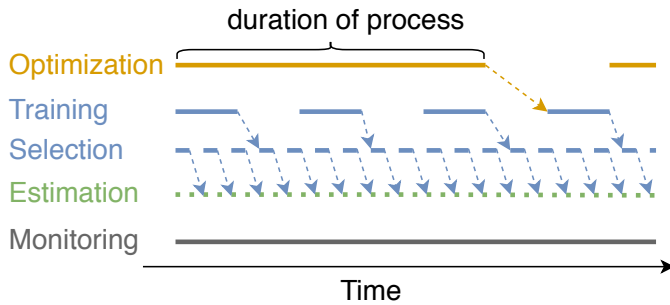 duration of process
Optimization
Training
Selection
Estimation
Monitoring
Time